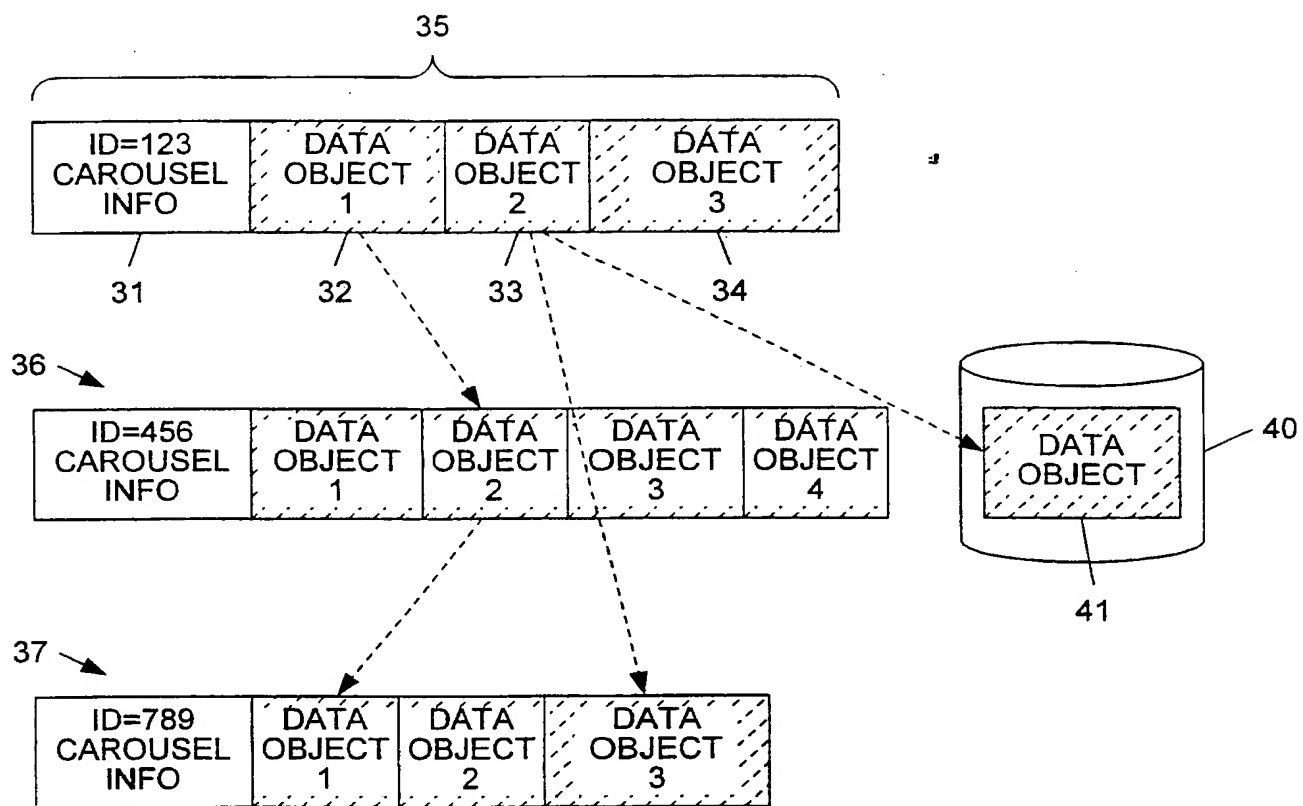 35
ID=123
CAROUSEL
INFO
DATA
OBJECT
1
DATA
OBJECT
2
DATA
OBJECT
3
31
32
33
34
36
ID=456
CAROUSEL
INFO
DATA
OBJECT
1
DATA
OBJECT
2
DATA
OBJECT
3
DATA
OBJECT
4
DATA
OBJECT
40
41
37
ID=789
CAROUSEL
INFO
DATA
OBJECT
1
DATA
OBJECT
2
DATA
OBJECT
3